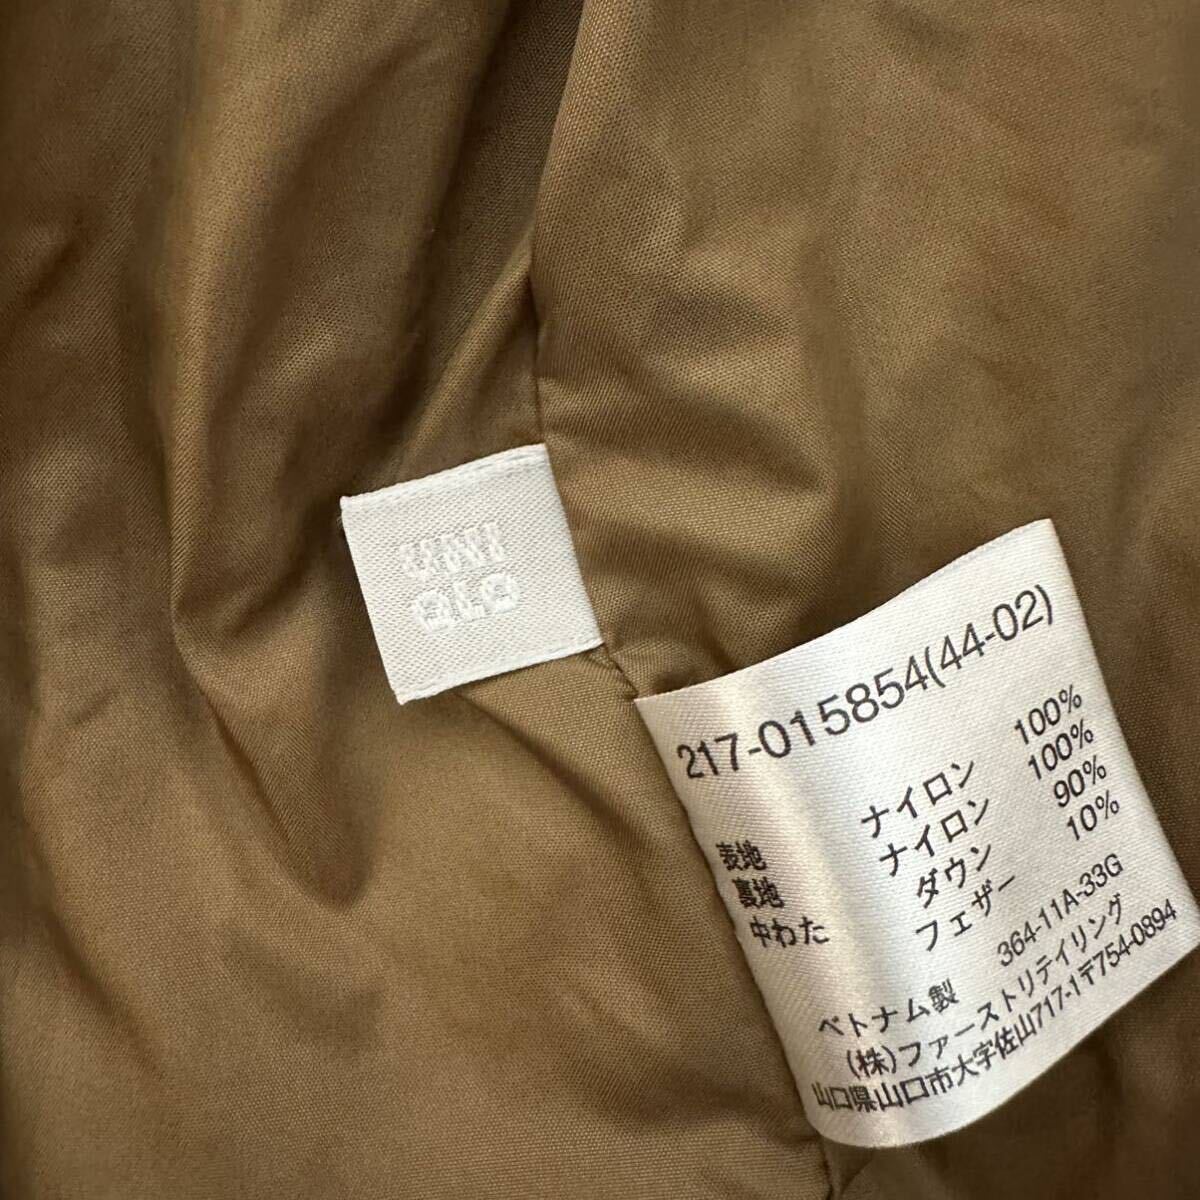 UNI
QLO
217-015854(44-02)
表地 ナイロン 100%
裏地 ナイロン 100%
中わた ダウン 90%
フェザー 10%
364-11A-33G
ベトナム製
(株)ファーストリテイリング
山口県山口市大字佐山717-1〒754-0894